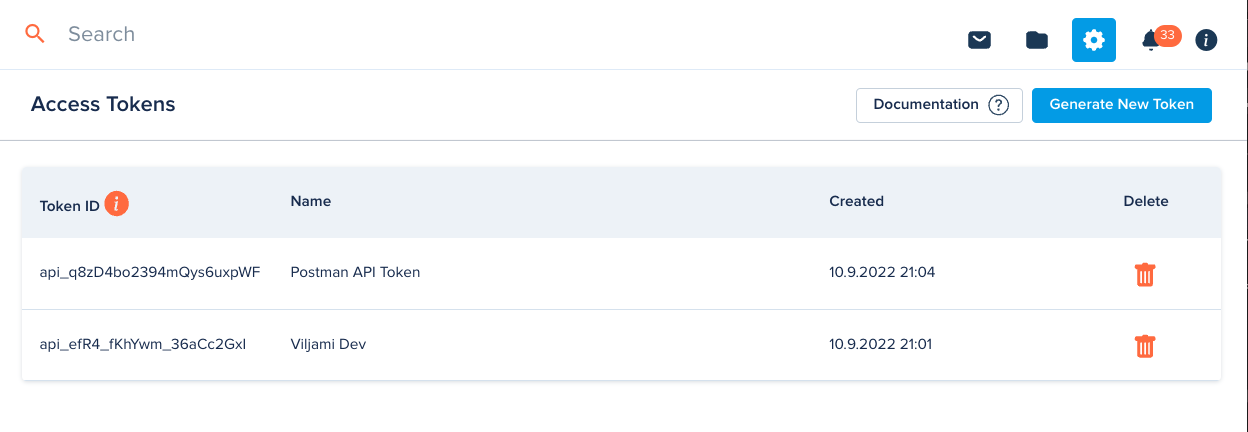 Search
33
i
Access Tokens
Documentation ?
Generate New Token
Token ID i Name Created Delete
api_q8zD4bo2394mQys6uxpWF Postman API Token 10.9.2022 21:04
api_efR4_fKhYwm_36aCc2GxI Viljami Dev 10.9.2022 21:01